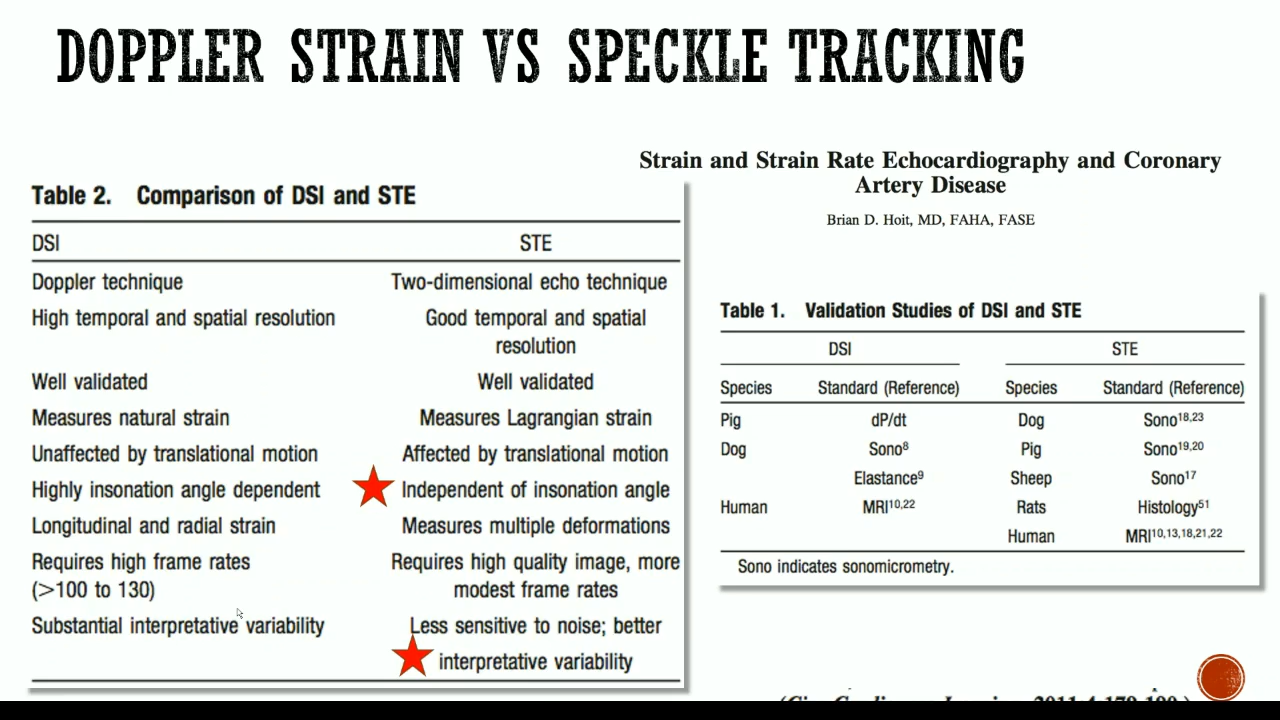 DOPPLER STRAIN VS SPECKLE TRACKING
Strain and Strain Rate Echocardiography and Coronary
Artery Disease
Brian D. Hoit, MD, FAHA, FASE
Table 2. Comparison of DSI and STE
DSI STE
Doppler technique Two-dimensional echo technique
High temporal and spatial resolution Good temporal and spatial
resolution
Well validated Well validated
Measures natural strain Measures Lagrangian strain
Unaffected by translational motion Affected by translational motion
Highly insonation angle dependent Independent of insonation angle
Longitudinal and radial strain Measures multiple deformations
Requires high frame rates Requires high quality image, more
(>100 to 130) modest frame rates
Substantial interpretative variability Less sensitive to noise; better
interpretative variability
Table 1. Validation Studies of DSI and STE
DSI STE
Species Standard (Reference) Species Standard (Reference)
Pig dP/dt Dog Sono18,23
Dog Sono8 Pig Sono19,20
Elastance9 Sheep Sono17
Human MRI10,22 Rats Histology51
Human MRI10,13,18,21,22
Sono indicates sonomicrometry.